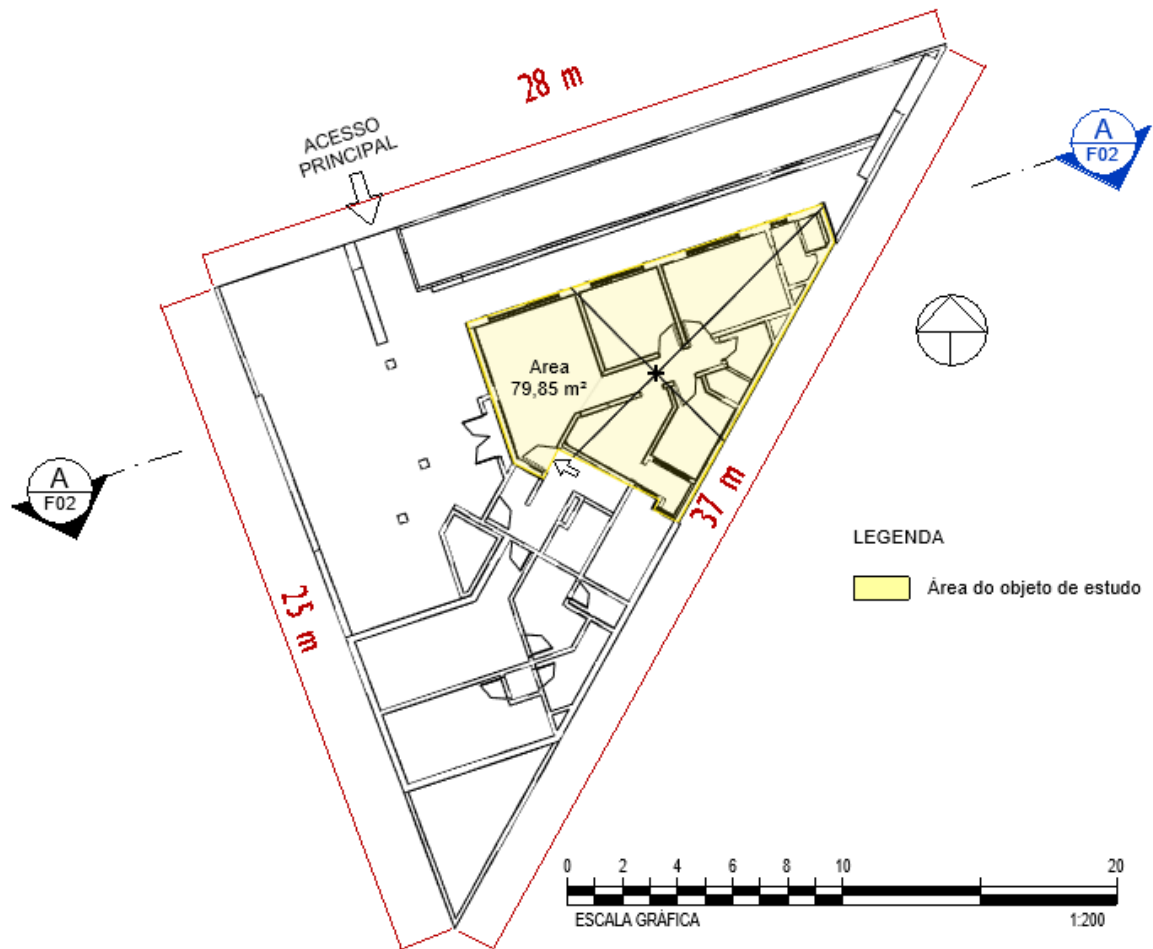 28 m
ACESSO
PRINCIPAL
A
F02
Area
79,85 m²
A
F02
37 m
25 m
LEGENDA
Área do objeto de estudo
0 2 4 6 8 10 20
ESCALA GRÁFICA 1:200